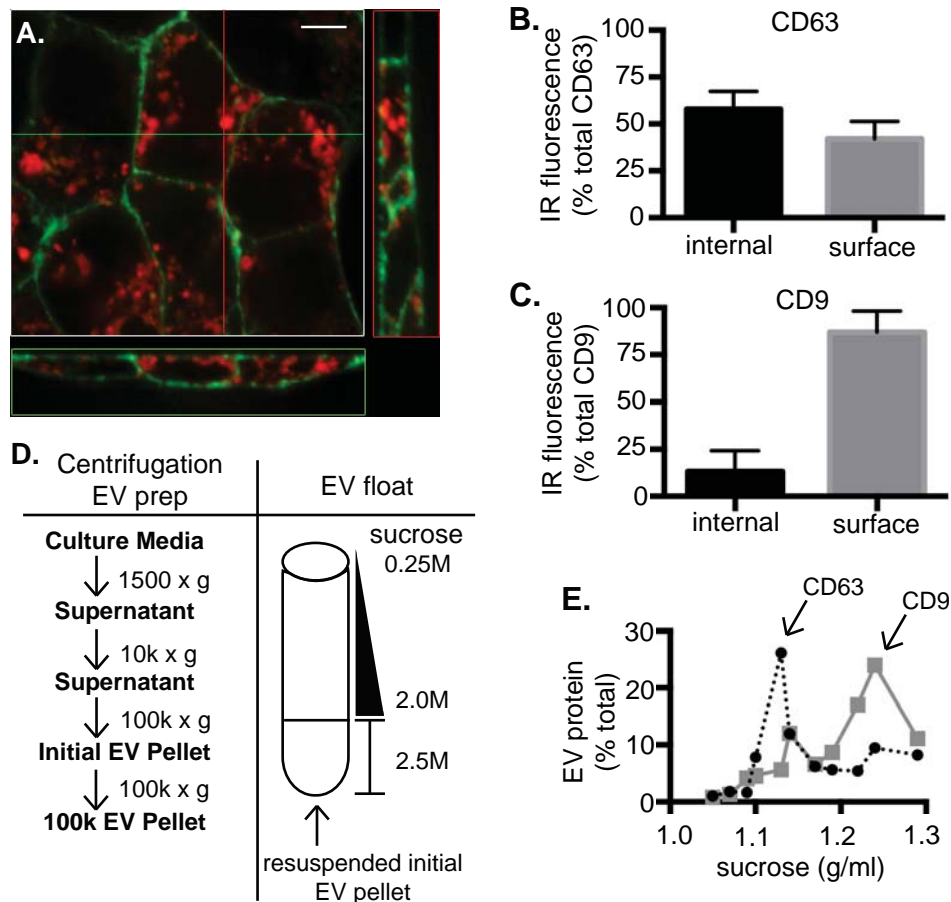 A.
B.
CD63
IR fluorescence
(% total CD63)
100
75
50
25
0
internal
surface
C.
CD9
IR fluorescence
(% total CD9)
100
75
50
25
0
internal
surface
D.
Centrifugation
EV prep
EV float
Culture Media
1500 x g
Supernatant
10k x g
Supernatant
100k x g
Initial EV Pellet
100k x g
100k EV Pellet
sucrose
0.25M
2.0M
2.5M
resuspended initial
EV pellet
E.
CD63
CD9
EV protein
(% total)
30
20
10
0
1.0
1.1
1.2
1.3
sucrose (g/ml)